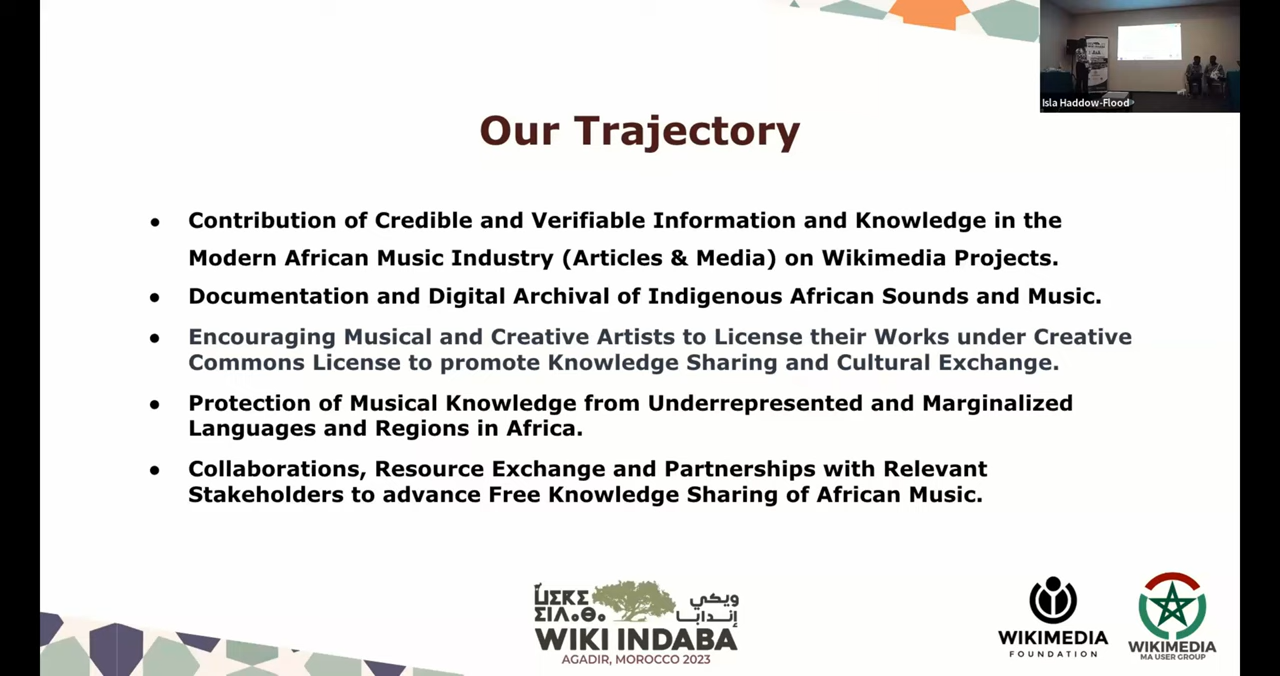 Isla Haddow-Flood
Our Trajectory
● Contribution of Credible and Verifiable Information and Knowledge in the
Modern African Music Industry (Articles & Media) on Wikimedia Projects.
● Documentation and Digital Archival of Indigenous African Sounds and Music.
● Encouraging Musical and Creative Artists to License their Works under Creative
Commons License to promote Knowledge Sharing and Cultural Exchange.
● Protection of Musical Knowledge from Underrepresented and Marginalized
Languages and Regions in Africa.
● Collaborations, Resource Exchange and Partnerships with Relevant
Stakeholders to advance Free Knowledge Sharing of African Music.
ⵡⵉⴽⵉ ويكي
ⵉⵏⴷⴰⴱⴰ إندابا
WIKI INDABA
AGADIR, MOROCCO 2023
WIKIMEDIA
FOUNDATION
WIKIMEDIA
MA USER GROUP